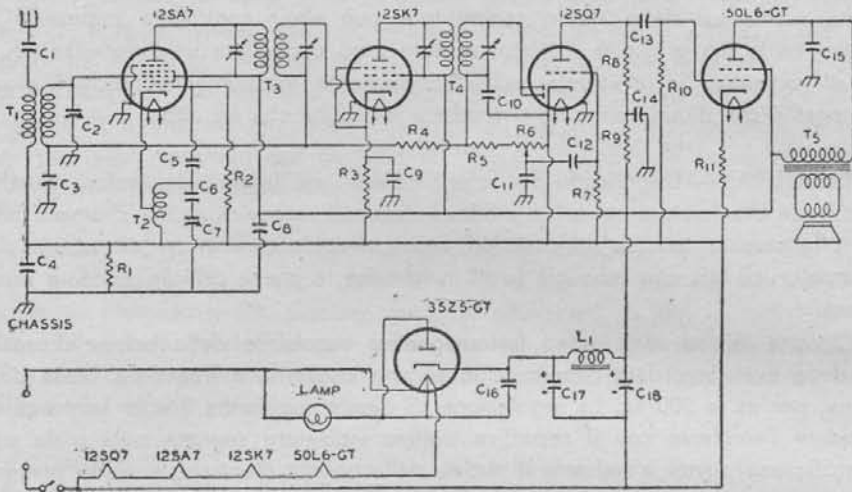 12SA7 12SK7 12SQ7 50L6-GT
C1 T1 C2 C3 C4 R1 T2 C5 C6 C7 R2 C8 T3 R3 C9 R4 T4 C10 R5 R6 C11 C12 R7 C13 R8 C14 R9 R10 R11 C15 T5
CHASSIS
35Z5-GT
LAMP
C16 C17 L1 C18
12SQ7 12SA7 12SK7 50L6-GT